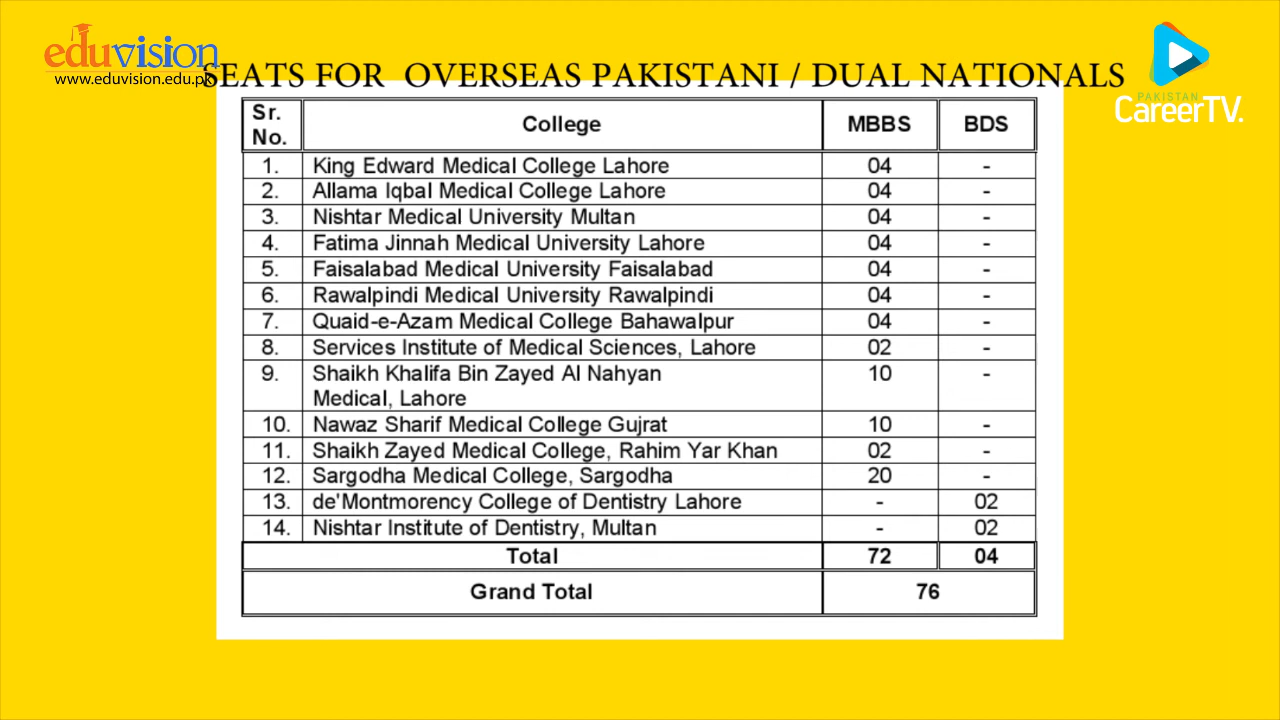 eduvision
www.eduvision.edu.pk
SEATS FOR OVERSEAS PAKISTANI / DUAL NATIONALS
PAKISTAN
CareerTV.
Sr. No. College MBBS BDS
1. King Edward Medical College Lahore 04 -
2. Allama Iqbal Medical College Lahore 04 -
3. Nishtar Medical University Multan 04 -
4. Fatima Jinnah Medical University Lahore 04 -
5. Faisalabad Medical University Faisalabad 04 -
6. Rawalpindi Medical University Rawalpindi 04 -
7. Quaid-e-Azam Medical College Bahawalpur 04 -
8. Services Institute of Medical Sciences, Lahore 02 -
9. Shaikh Khalifa Bin Zayed Al Nahyan 10 -
Medical, Lahore
10. Nawaz Sharif Medical College Gujrat 10 -
11. Shaikh Zayed Medical College, Rahim Yar Khan 02 -
12. Sargodha Medical College, Sargodha 20 -
13. de'Montmorency College of Dentistry Lahore - 02
14. Nishtar Institute of Dentistry, Multan - 02
Total 72 04
Grand Total 76